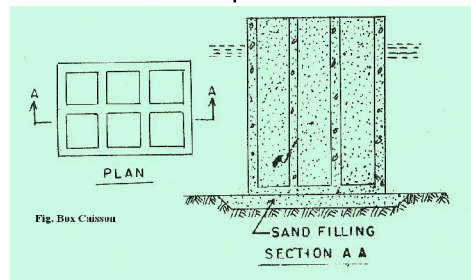 A A
PLAN
Fig. Box Caisson
SAND FILLING
SECTION A A